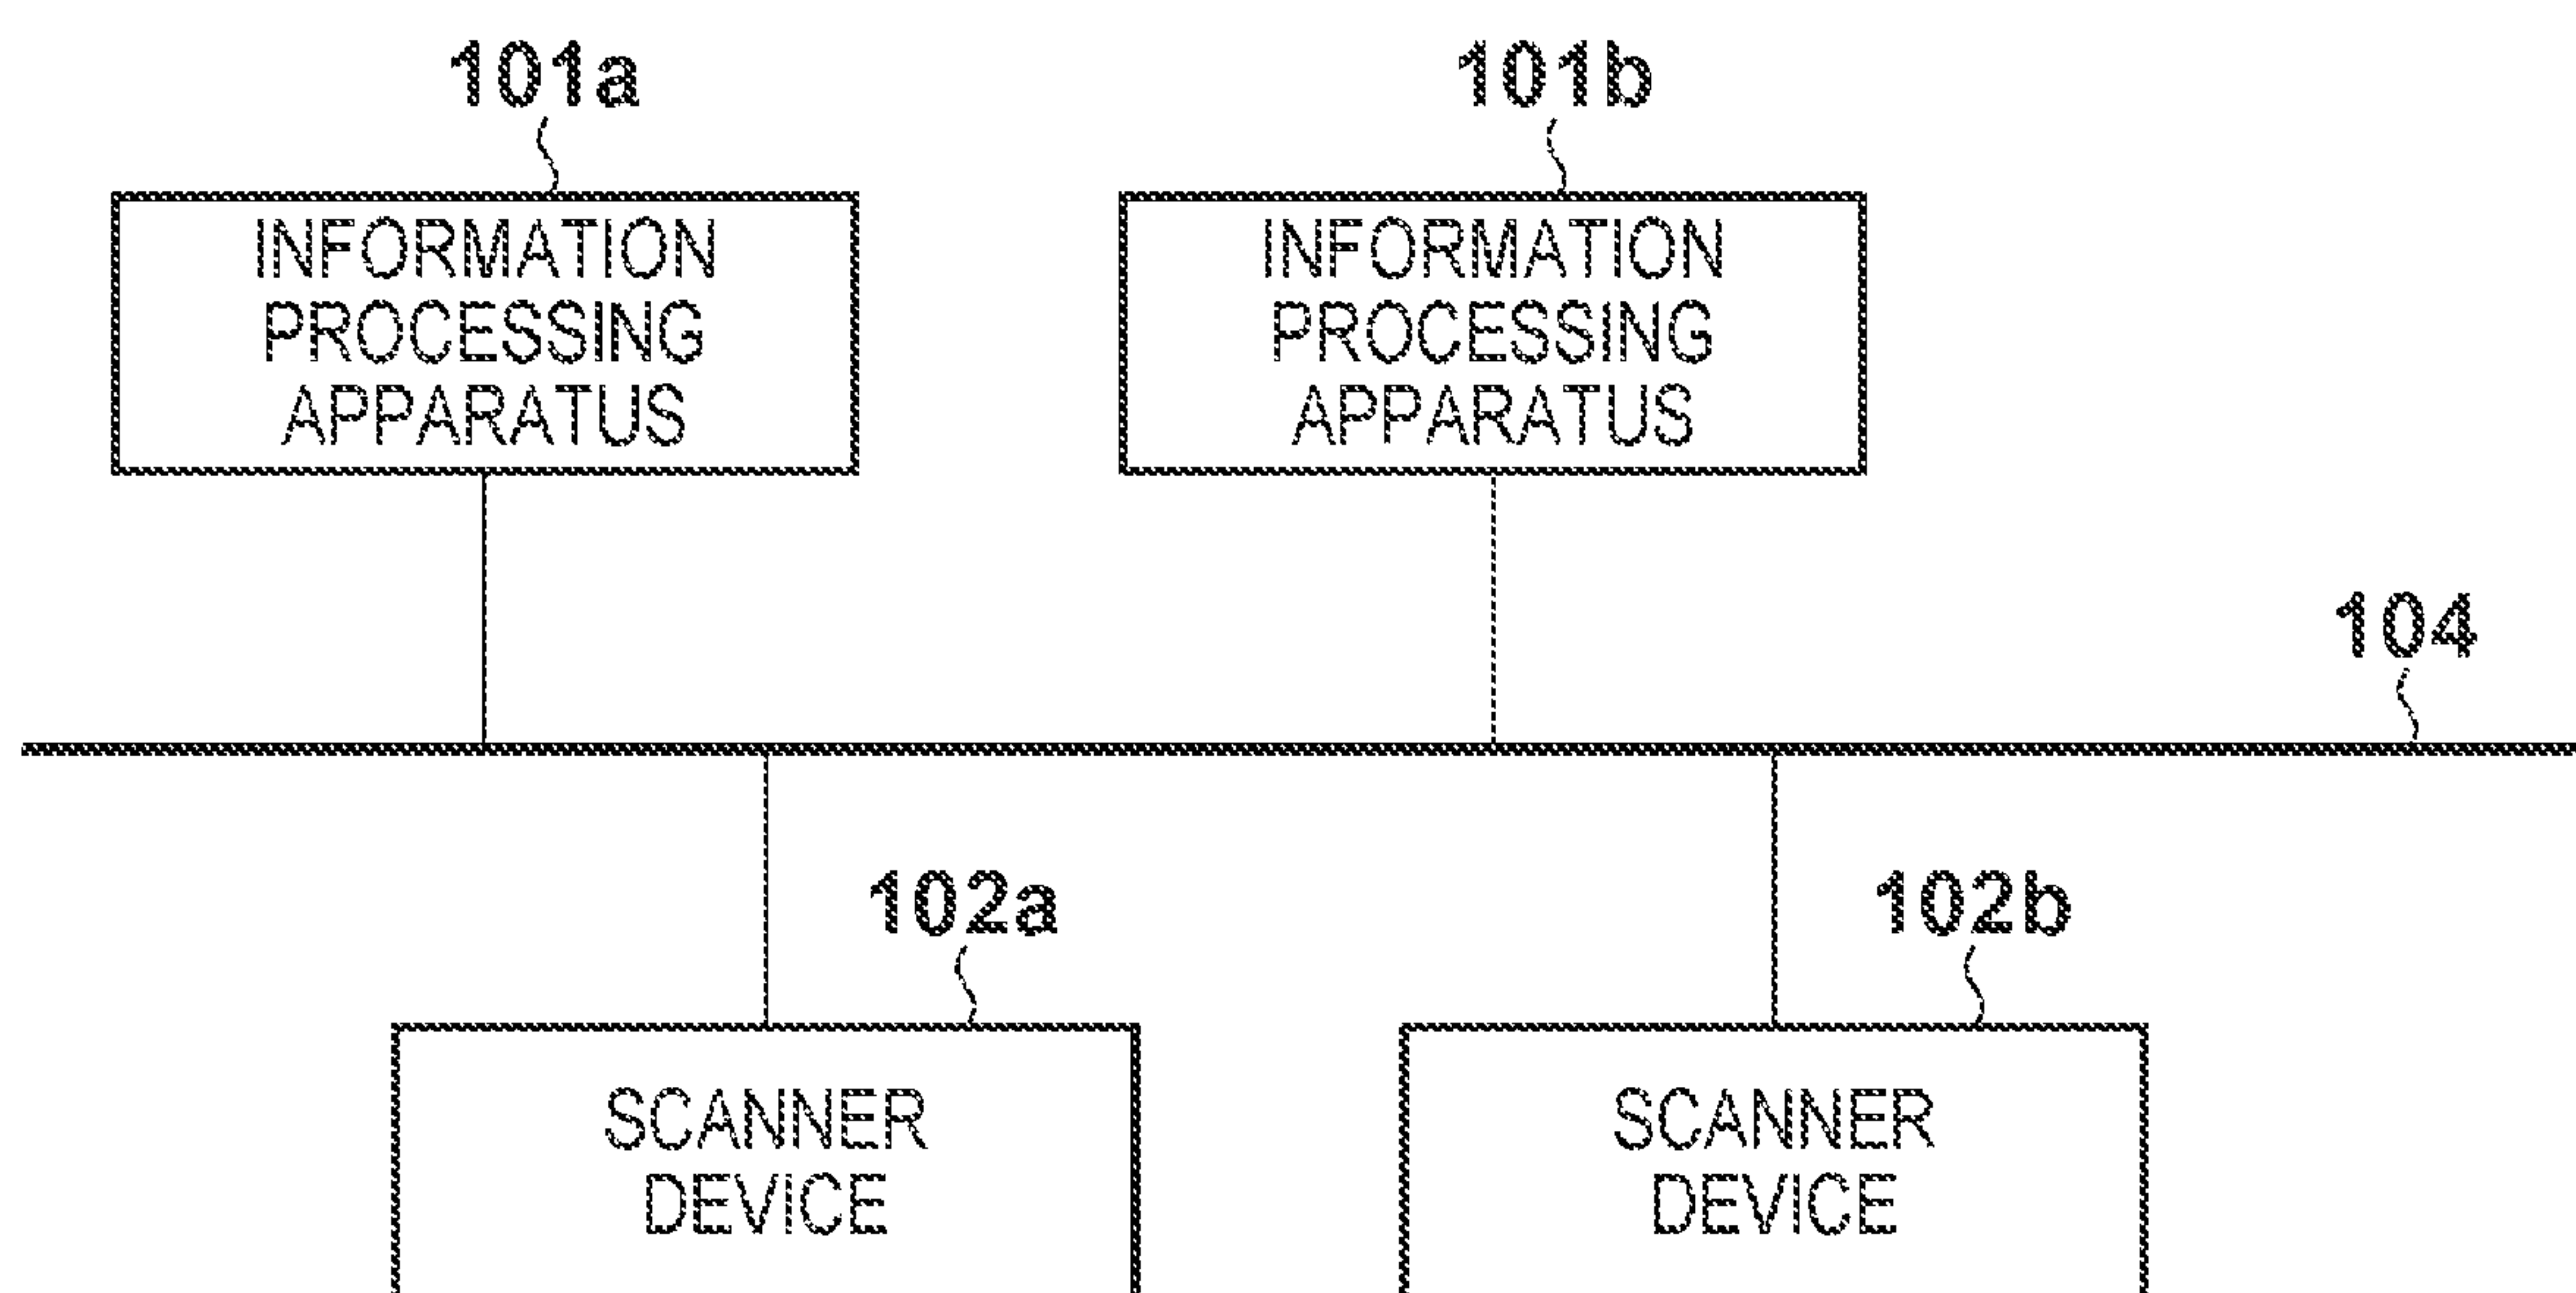 101a
101b
INFORMATION
PROCESSING
APPARATUS
INFORMATION
PROCESSING
APPARATUS
104
102a
102b
SCANNER
DEVICE
SCANNER
DEVICE